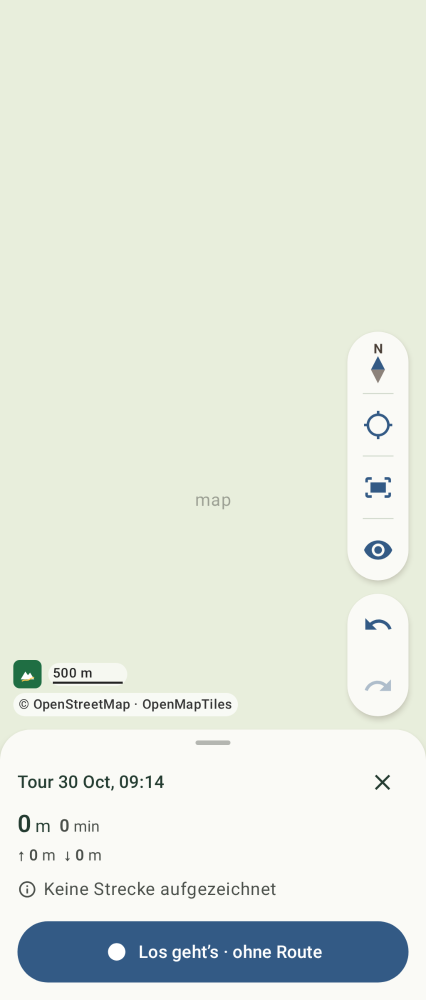 N
map
500 m
© OpenStreetMap · OpenMapTiles
Tour 30 Oct, 09:14
0 m 0 min
↑ 0 m ↓ 0 m
Keine Strecke aufgezeichnet
Los geht’s · ohne Route